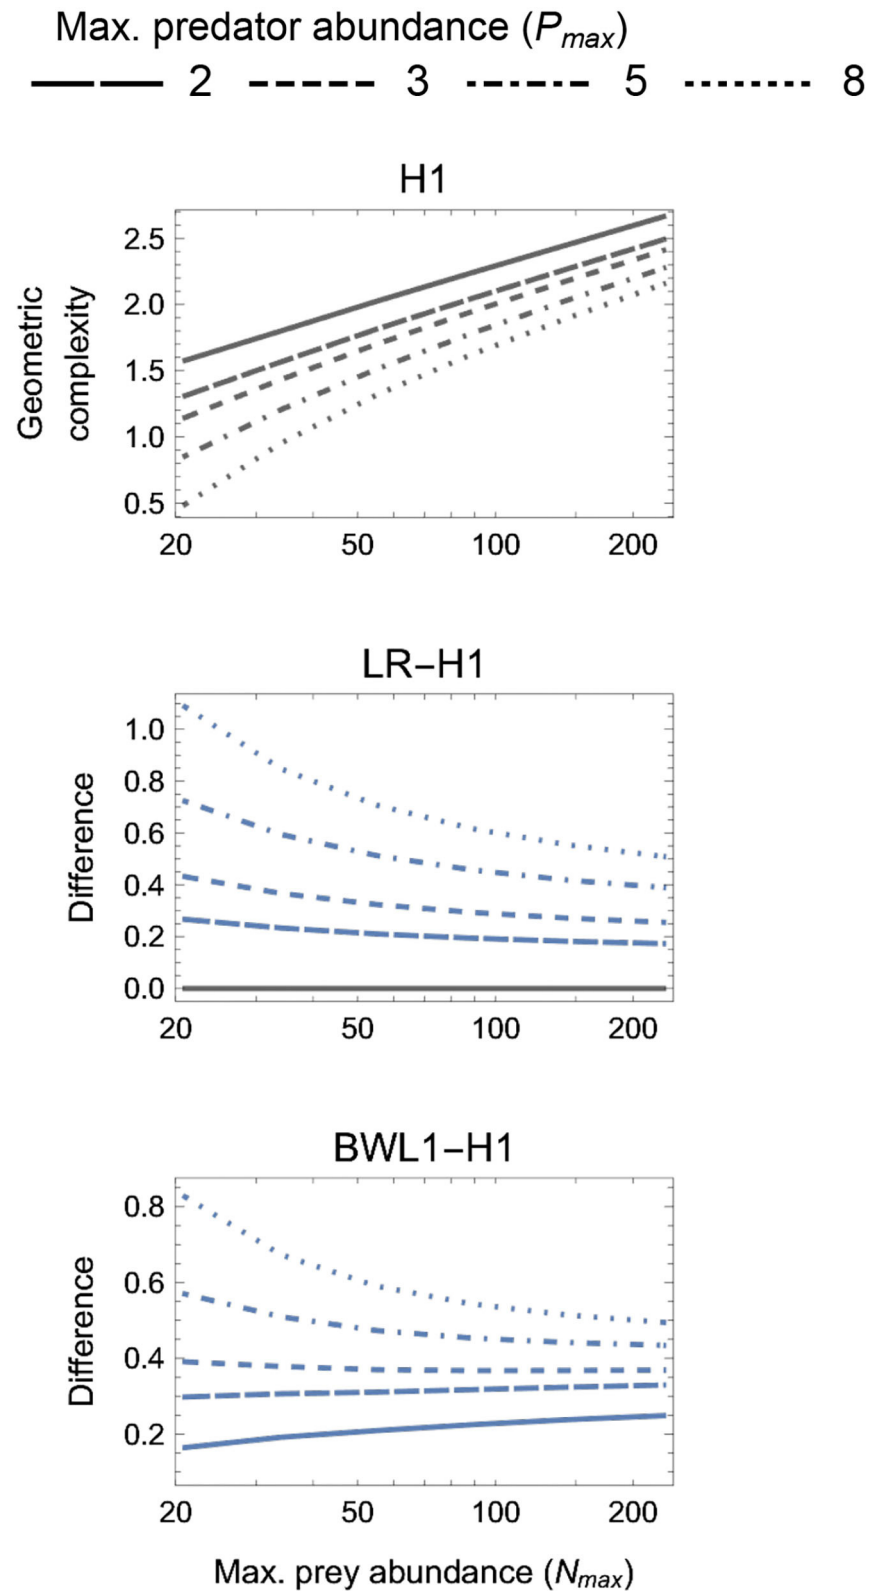 Max. predator abundance (Pmax)
2 3 5 8
H1
Geometric
complexity
2.5
2.0
1.5
1.0
0.5
20 50 100 200
LR−H1
Difference
1.0
0.8
0.6
0.4
0.2
0.0
20 50 100 200
BWL1−H1
Difference
0.8
0.6
0.4
0.2
20 50 100 200
Max. prey abundance (Nmax)